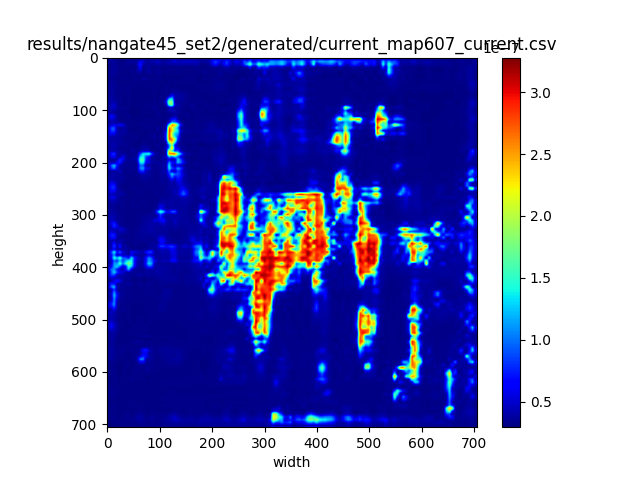 results/nangate45_set2/generated/current_map607_current.csv
1e−7
0
100
200
300
400
500
600
700
height
0 100 200 300 400 500 600 700
width
3.0
2.5
2.0
1.5
1.0
0.5